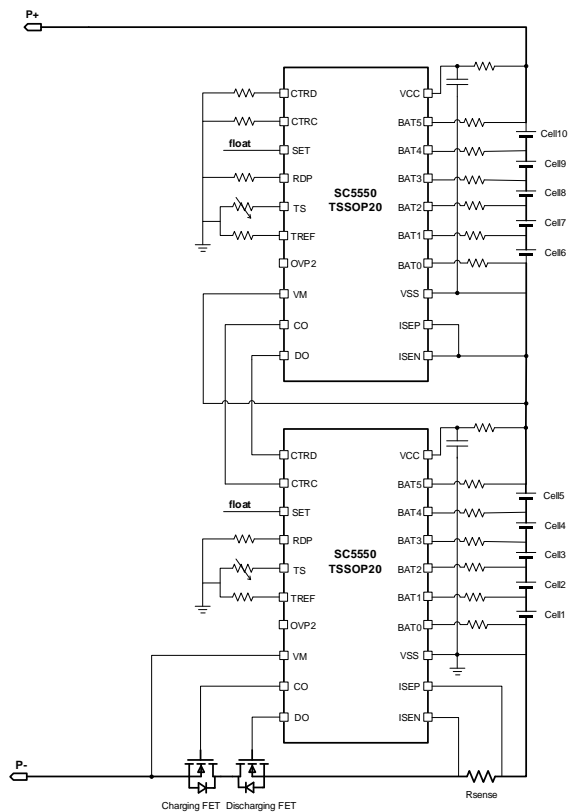 P+
CTRD
VCC
CTRC
BAT5
Cell10
float
SET
BAT4
Cell9
RDP
BAT3
Cell8
SC5550
TSSOP20
TS
BAT2
Cell7
TREF
BAT1
Cell6
OVP2
BAT0
VM
VSS
CO
ISEP
DO
ISEN
CTRD
VCC
CTRC
BAT5
Cell5
float
SET
BAT4
Cell4
RDP
BAT3
Cell3
SC5550
TSSOP20
TS
BAT2
Cell2
TREF
BAT1
Cell1
OVP2
BAT0
VM
VSS
CO
ISEP
DO
ISEN
P-
Charging FET
Discharging FET
Rsense